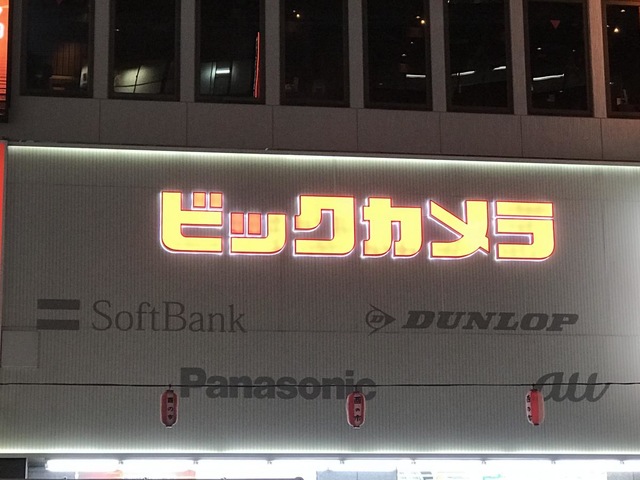 ビックカメラ
SoftBank
DUNLOP
Panasonic
au